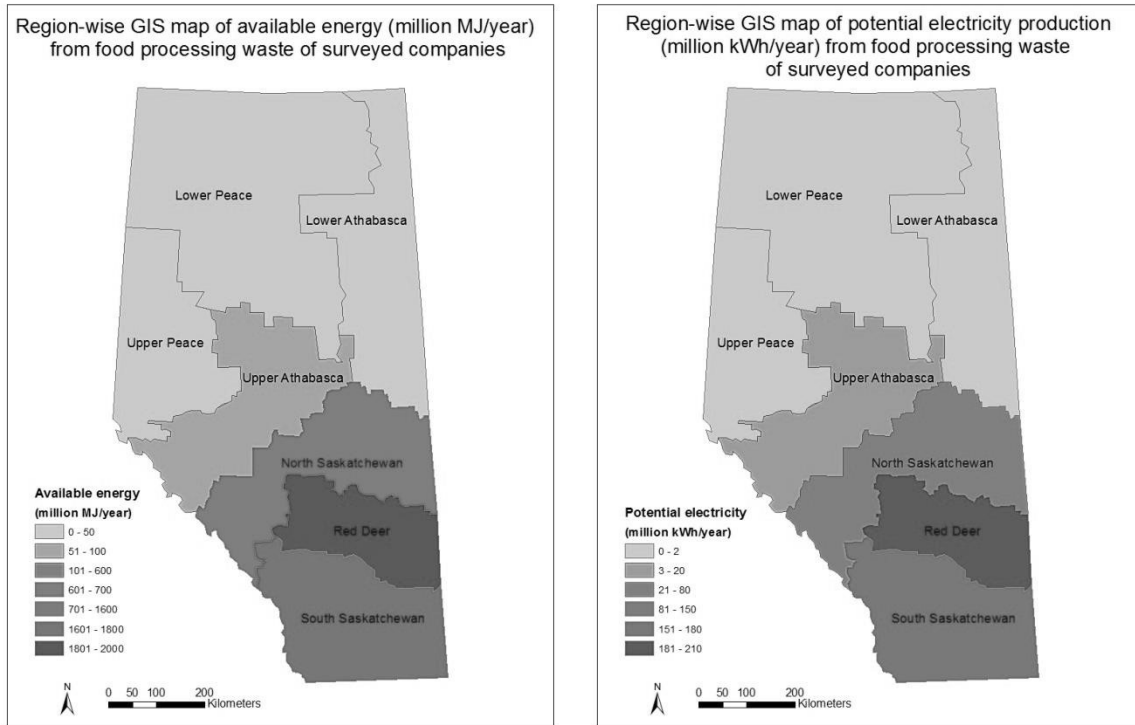 Region-wise GIS map of available energy (million MJ/year)
from food processing waste of surveyed companies
Lower Peace
Lower Athabasca
Upper Peace
Upper Athabasca
North Saskatchewan
Red Deer
South Saskatchewan
Available energy
(million MJ/year)
0 - 50
51 - 100
101 - 600
601 - 700
701 - 1600
1601 - 1800
1801 - 2000
N
0 50 100 200
Kilometers
Region-wise GIS map of potential electricity production
(million kWh/year) from food processing waste
of surveyed companies
Lower Peace
Lower Athabasca
Upper Peace
Upper Athabasca
North Saskatchewan
Red Deer
South Saskatchewan
Potential electricity
(million kWh/year)
0 - 2
3 - 20
21 - 80
81 - 150
151 - 180
181 - 210
N
0 50 100 200
Kilometers